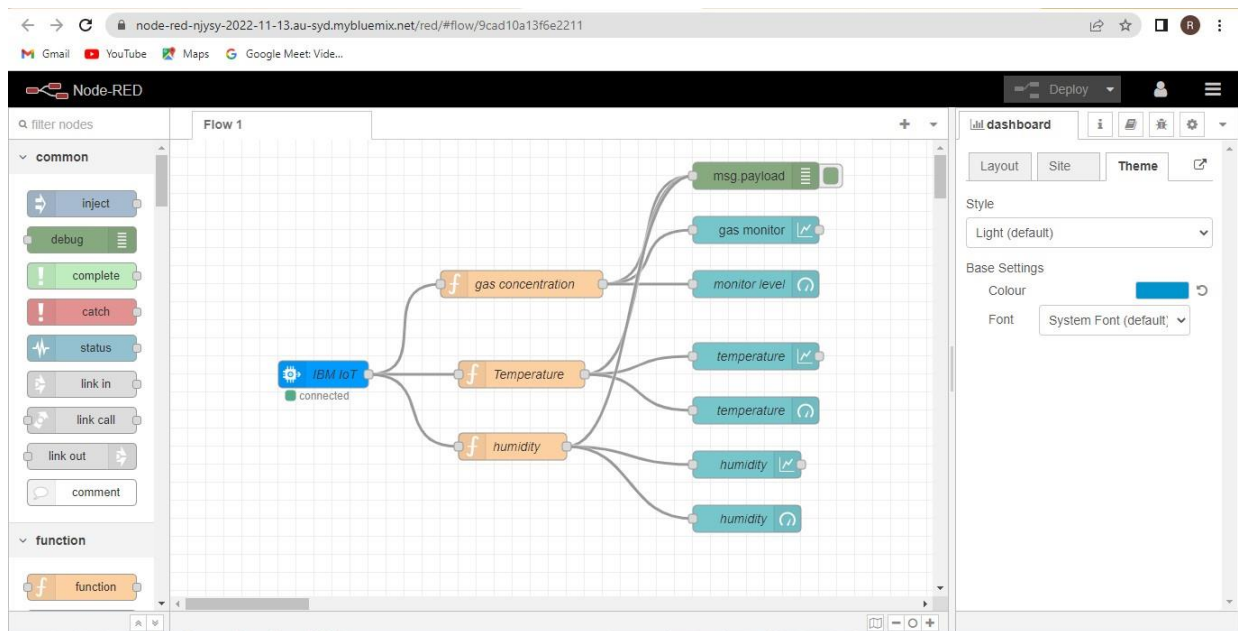 node-red-njysy-2022-11-13.au-syd.mybluemix.net/red/#flow/9cad10a13f6e2211
R
Gmail YouTube Maps Google Meet: Vide...
Node-RED
Deploy
filter nodes
Flow 1
dashboard
common
inject
debug
complete
catch
status
link in
link call
link out
comment
function
function
IBM IoT
connected
gas concentration
Temperature
humidity
msg.payload
gas monitor
monitor level
temperature
temperature
humidity
humidity
Layout Site Theme
Style
Light (default)
Base Settings
Colour
Font System Font (default)